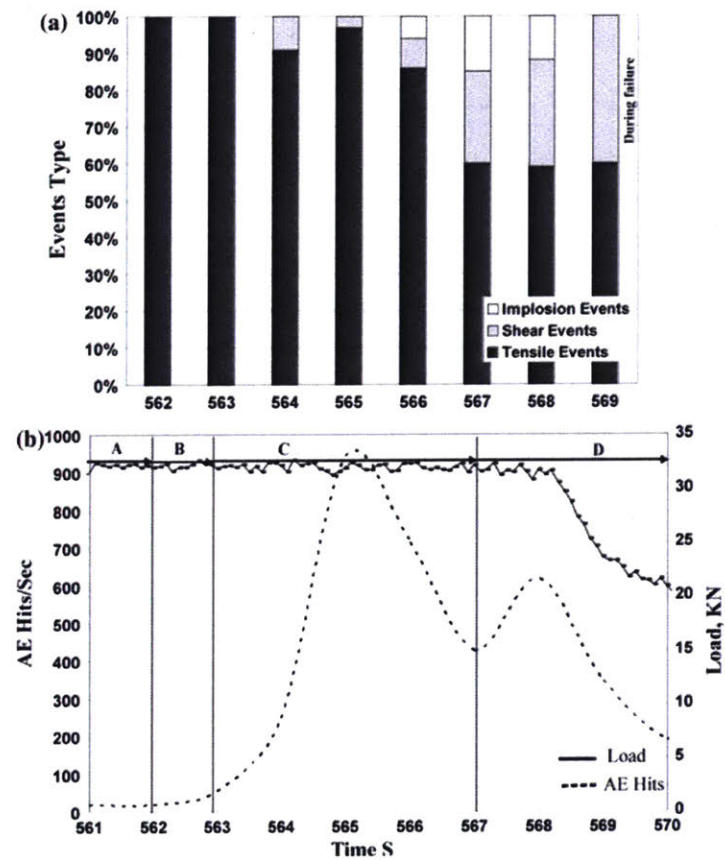 (a)
100%
90%
80%
70%
60%
50%
40%
30%
20%
10%
0%
Events Type
During failure
Implosion Events
Shear Events
Tensile Events
562 563 564 565 566 567 568 569
(b)
1000
900
800
700
600
500
400
300
200
100
0
AE Hits/Sec
A B C D
35
30
25
20
15
10
5
0
Load, KN
Load
AE Hits
561 562 563 564 565 566 567 568 569 570
Time S